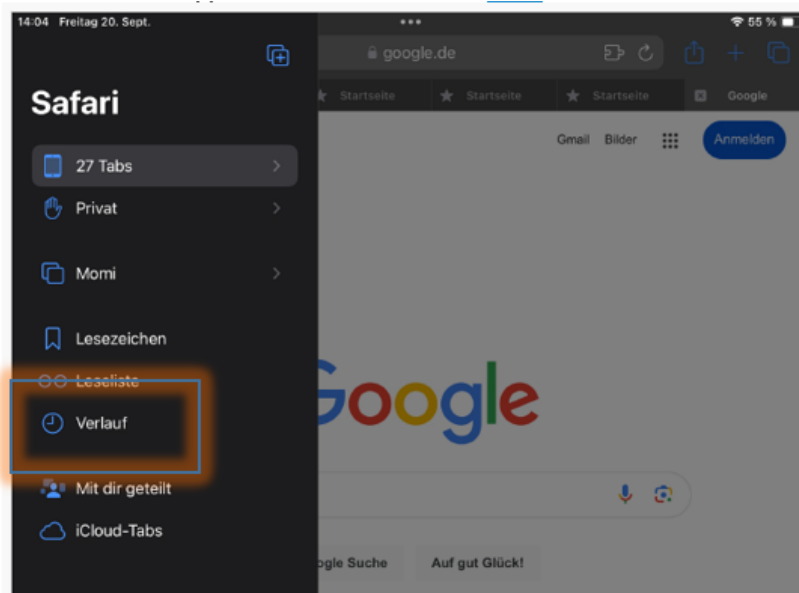 14:04 Freitag 20. Sept.
55 %
google.de
Safari
Startseite
Startseite
Startseite
Google
Gmail
Bilder
Anmelden
27 Tabs
Privat
Momi
Lesezeichen
Leseliste
Google
Verlauf
Mit dir geteilt
iCloud-Tabs
ogle Suche
Auf gut Glück!